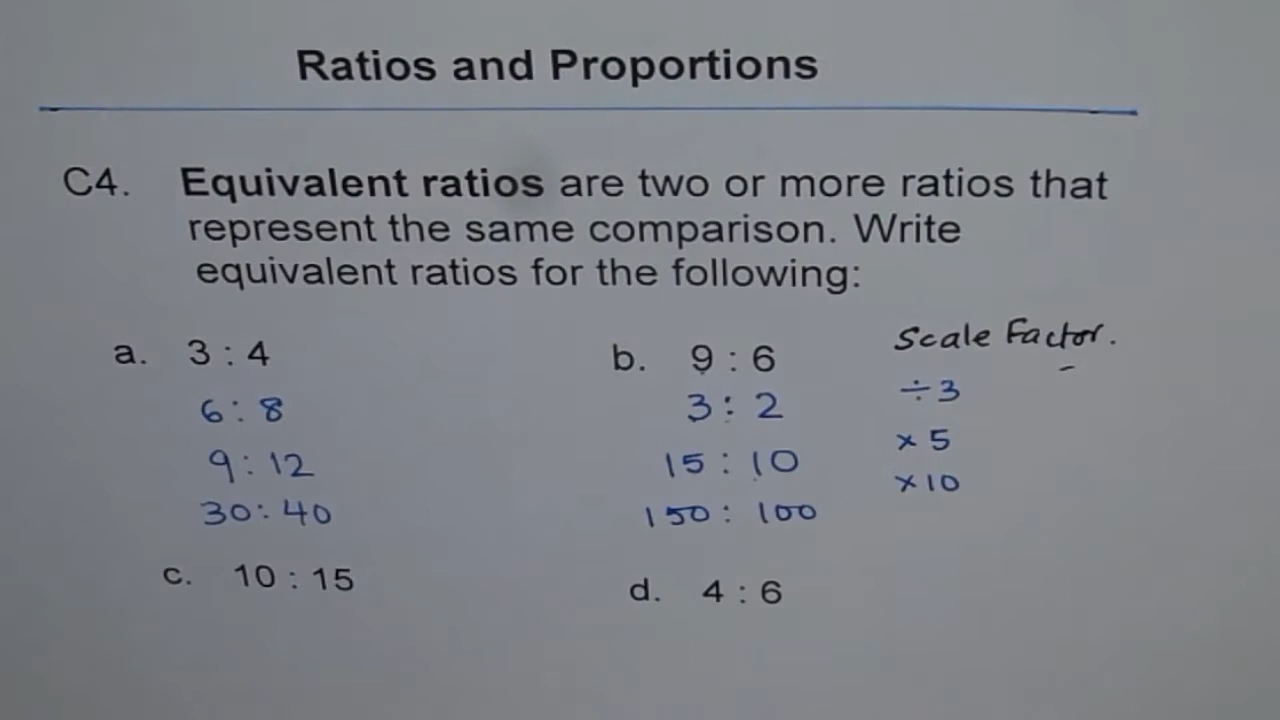 Ratios and Proportions
C4. Equivalent ratios are two or more ratios that
represent the same comparison. Write
equivalent ratios for the following:
a. 3 : 4
6 : 8
9 : 12
30 : 40
b. 9 : 6
3 : 2
15 : 10
150 : 100
Scale Factor.
÷3
×5
×10
c. 10 : 15
d. 4 : 6